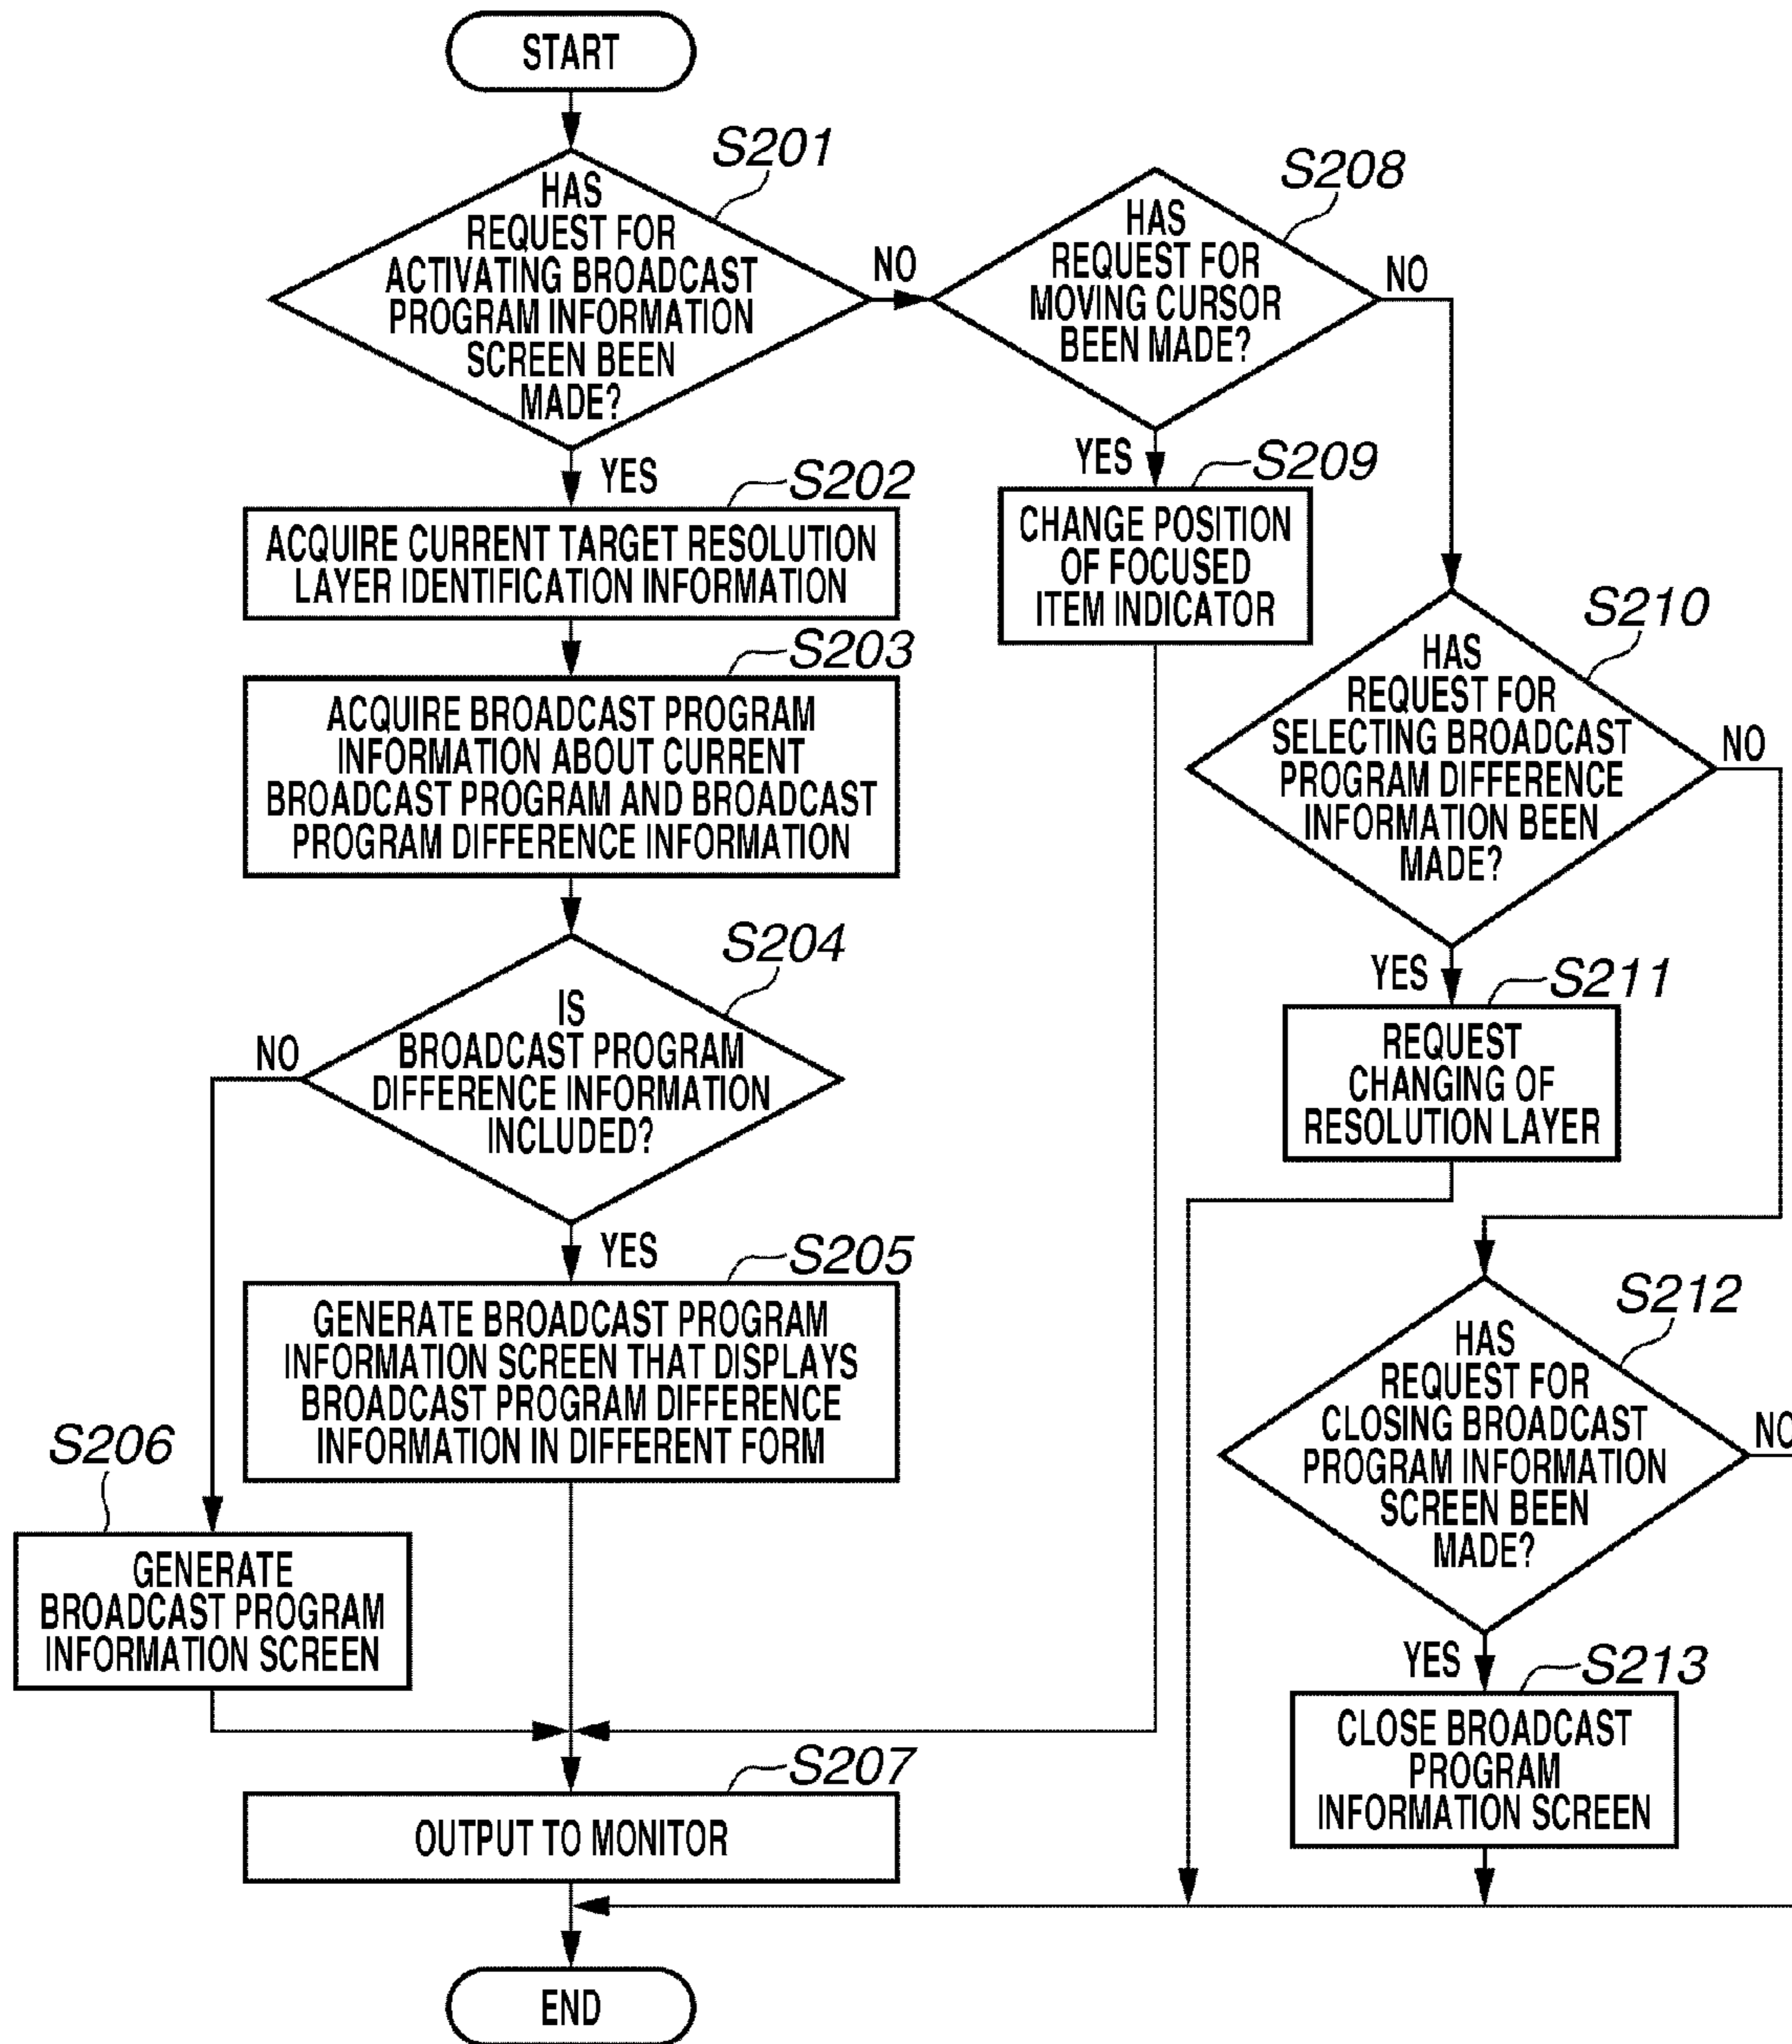 START
S201
HAS
REQUEST FOR
ACTIVATING BROADCAST
PROGRAM INFORMATION
SCREEN BEEN
MADE?
NO
YES
S202
ACQUIRE CURRENT TARGET RESOLUTION
LAYER IDENTIFICATION INFORMATION
S203
ACQUIRE BROADCAST PROGRAM
INFORMATION ABOUT CURRENT
BROADCAST PROGRAM AND BROADCAST
PROGRAM DIFFERENCE INFORMATION
S204
IS
BROADCAST PROGRAM
DIFFERENCE INFORMATION
INCLUDED?
NO
YES
S205
GENERATE BROADCAST PROGRAM
INFORMATION SCREEN THAT DISPLAYS
BROADCAST PROGRAM DIFFERENCE
INFORMATION IN DIFFERENT FORM
S206
GENERATE
BROADCAST PROGRAM
INFORMATION SCREEN
S207
OUTPUT TO MONITOR
END
S208
HAS
REQUEST FOR
MOVING CURSOR
BEEN MADE?
NO
YES
S209
CHANGE POSITION
OF FOCUSED
ITEM INDICATOR
S210
HAS
REQUEST FOR
SELECTING BROADCAST
PROGRAM DIFFERENCE
INFORMATION BEEN
MADE?
NO
YES
S211
REQUEST
CHANGING OF
RESOLUTION LAYER
S212
HAS
REQUEST FOR
CLOSING BROADCAST
PROGRAM INFORMATION
SCREEN BEEN
MADE?
NO
YES
S213
CLOSE BROADCAST
PROGRAM
INFORMATION SCREEN